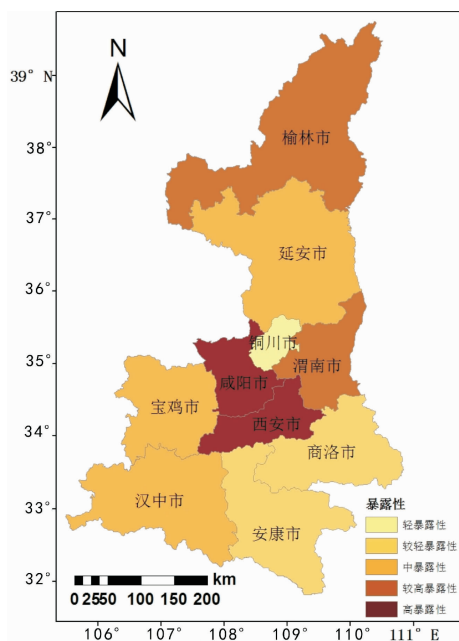 N
39° N
38°
37°
36°
35°
34°
33°
32°
榆林市
延安市
铜川市
渭南市
咸阳市
宝鸡市
西安市
商洛市
汉中市
安康市
暴露性
轻暴露性
较轻暴露性
中暴露性
较高暴露性
高暴露性
km
0 25 50 100 150 200
106° 107° 108° 109° 110° 111° E